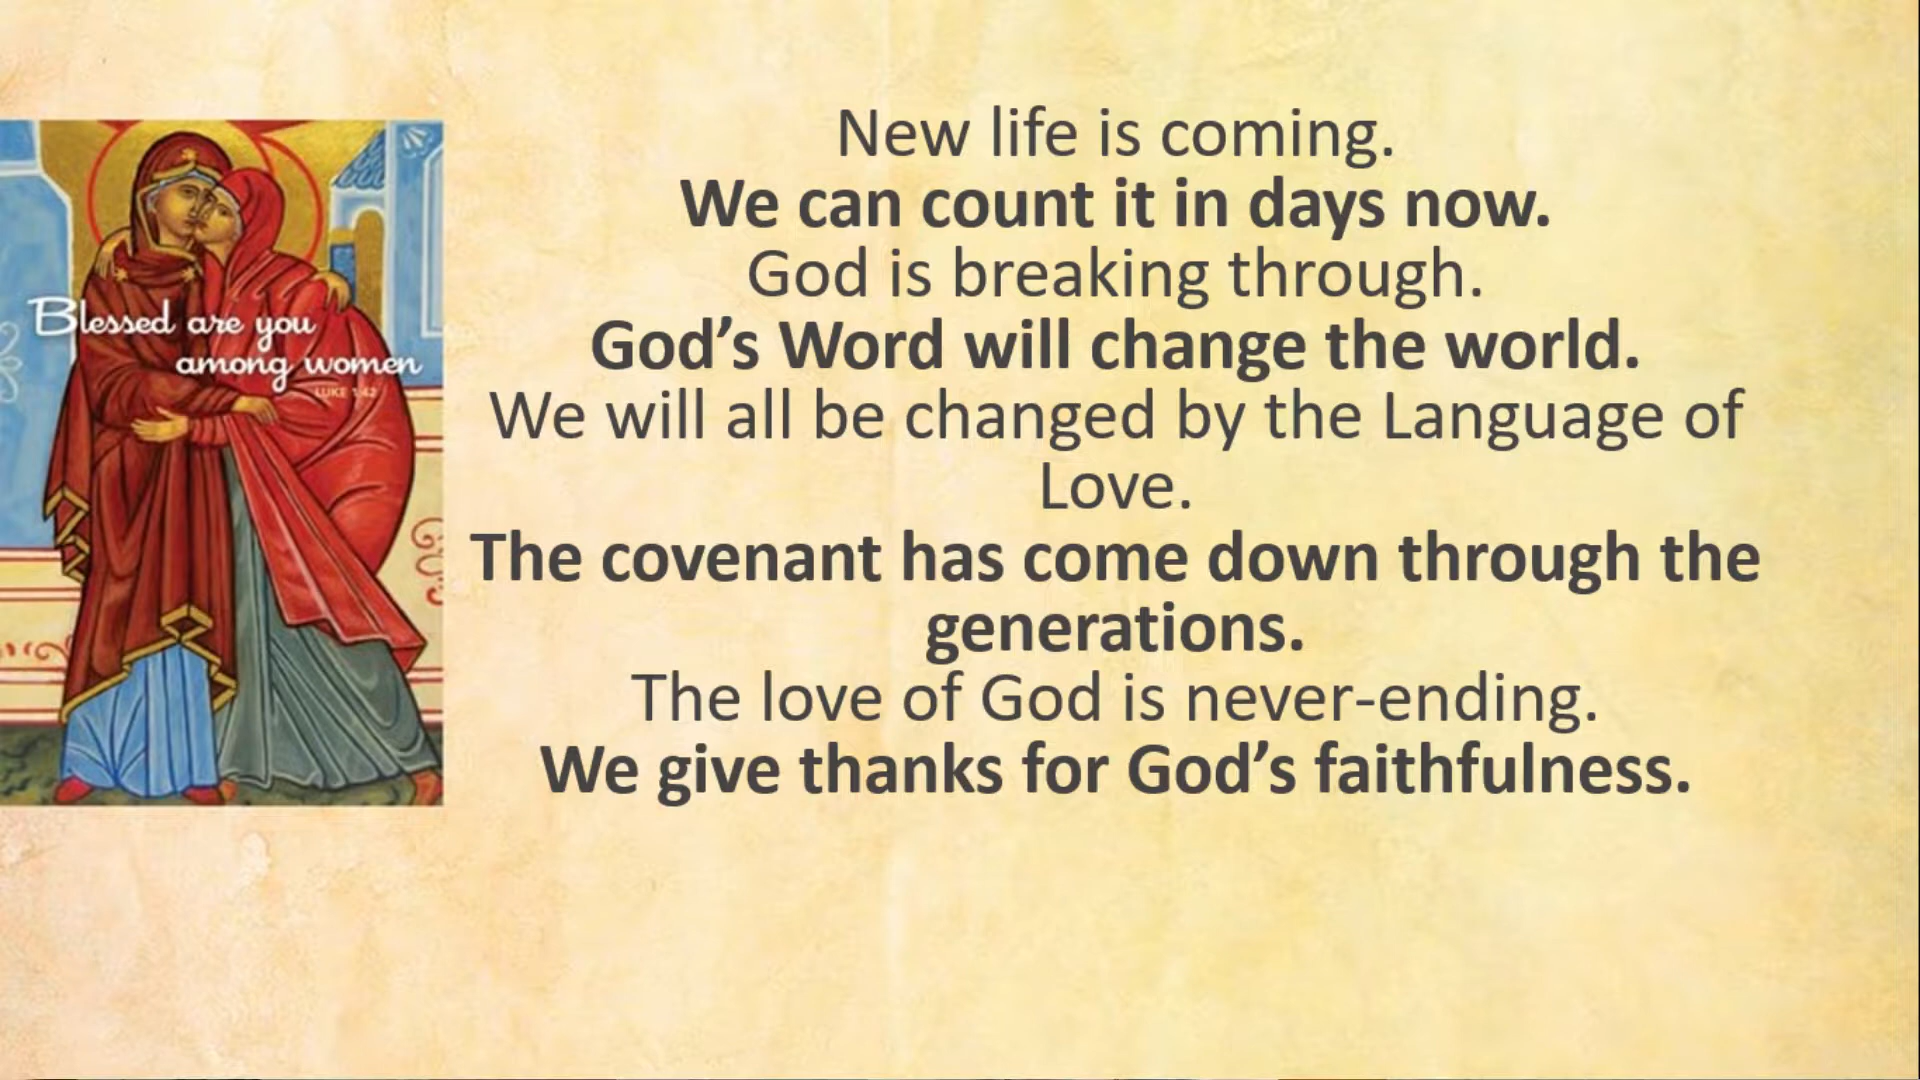 Blessed are you
among women
LUKE 1:42
New life is coming.
We can count it in days now.
God is breaking through.
God’s Word will change the world.
We will all be changed by the Language of
Love.
The covenant has come down through the
generations.
The love of God is never-ending.
We give thanks for God’s faithfulness.